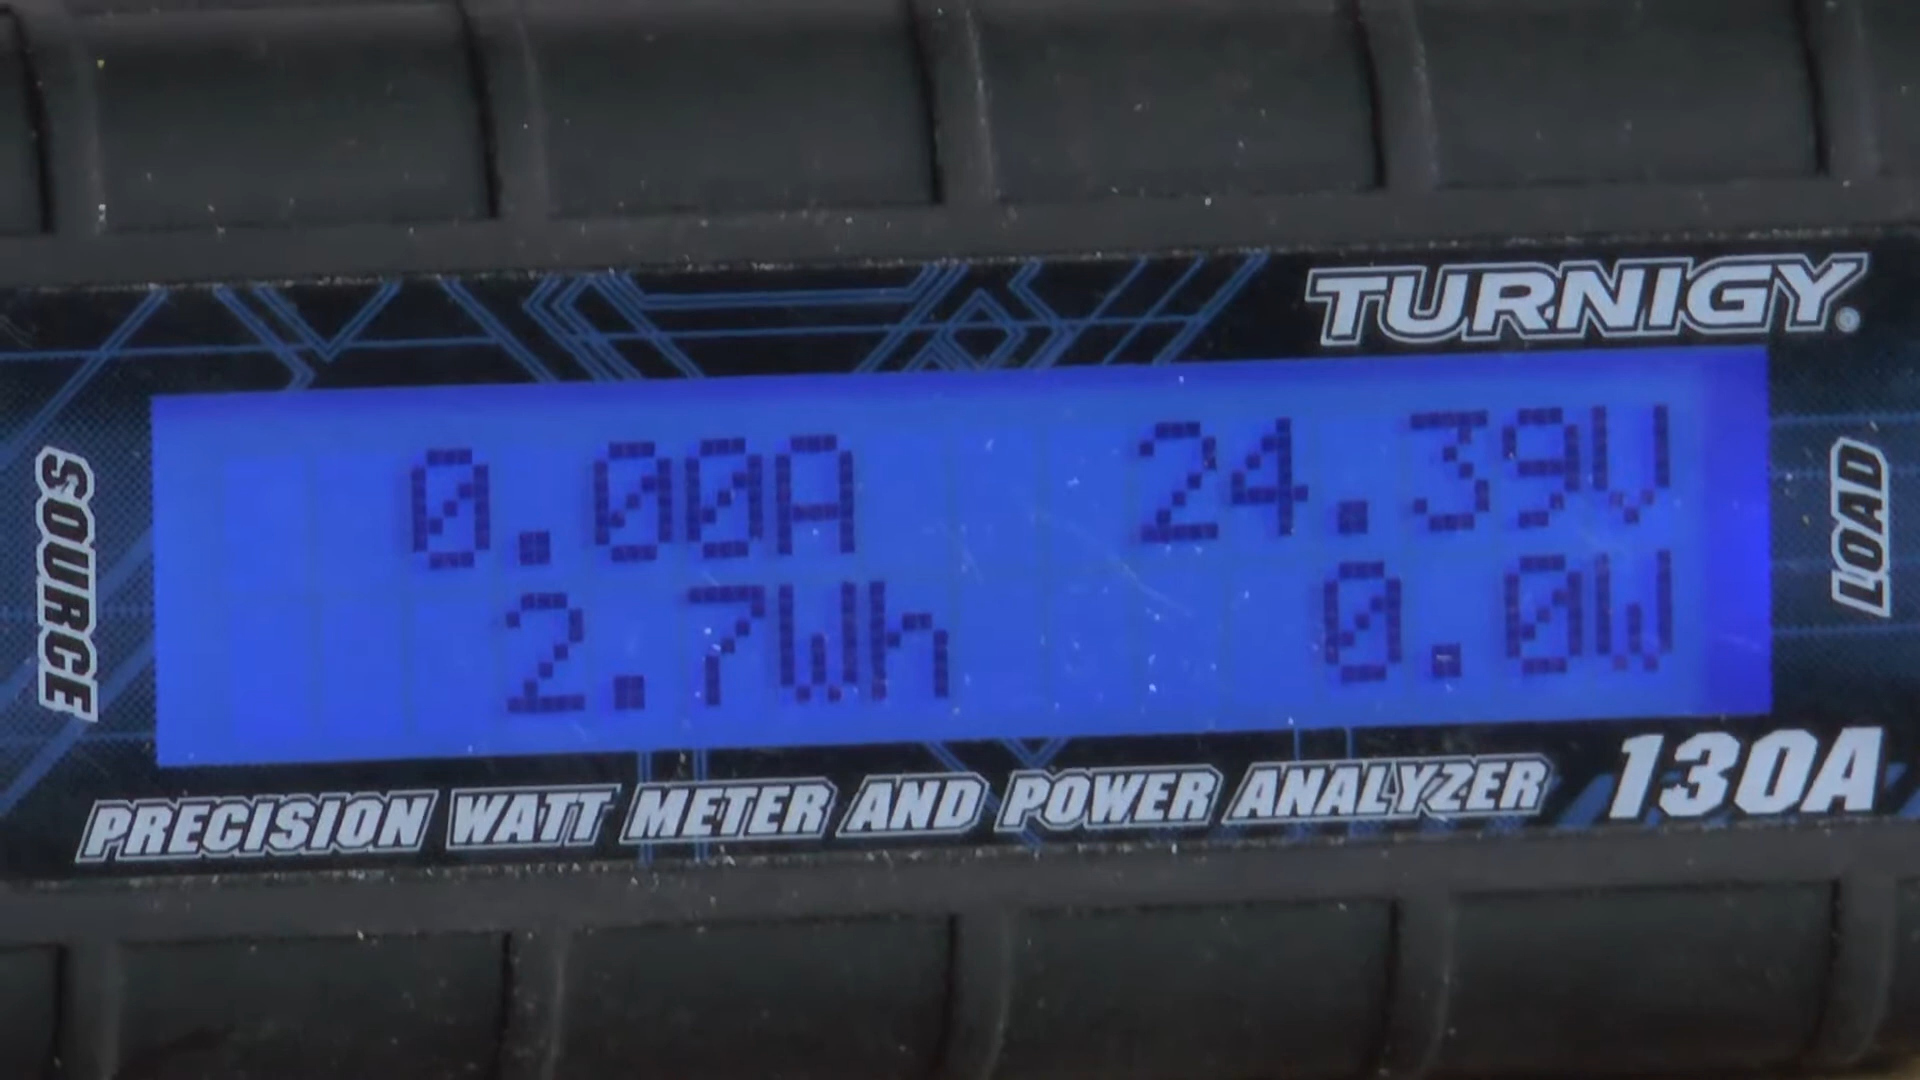 TURNIGY
SOURCE
0.00A 24.39V
2.7Wh 0.0W
LOAD
PRECISION WATT METER AND POWER ANALYZER 130A